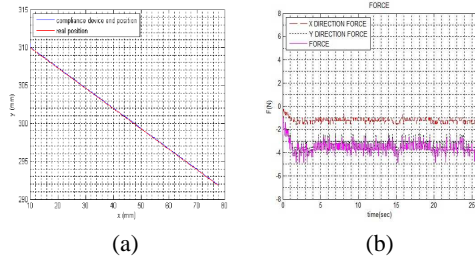 315
310
305
300
295
290
10
20
30
40
50
60
70
80
y (mm)
x (mm)
compliance device end position
real position
(a)
FORCE
X DIRECTION FORCE
Y DIRECTION FORCE
FORCE
8
6
4
2
0
-2
-4
-6
-8
0
5
10
15
20
25
F(N)
time(sec)
(b)